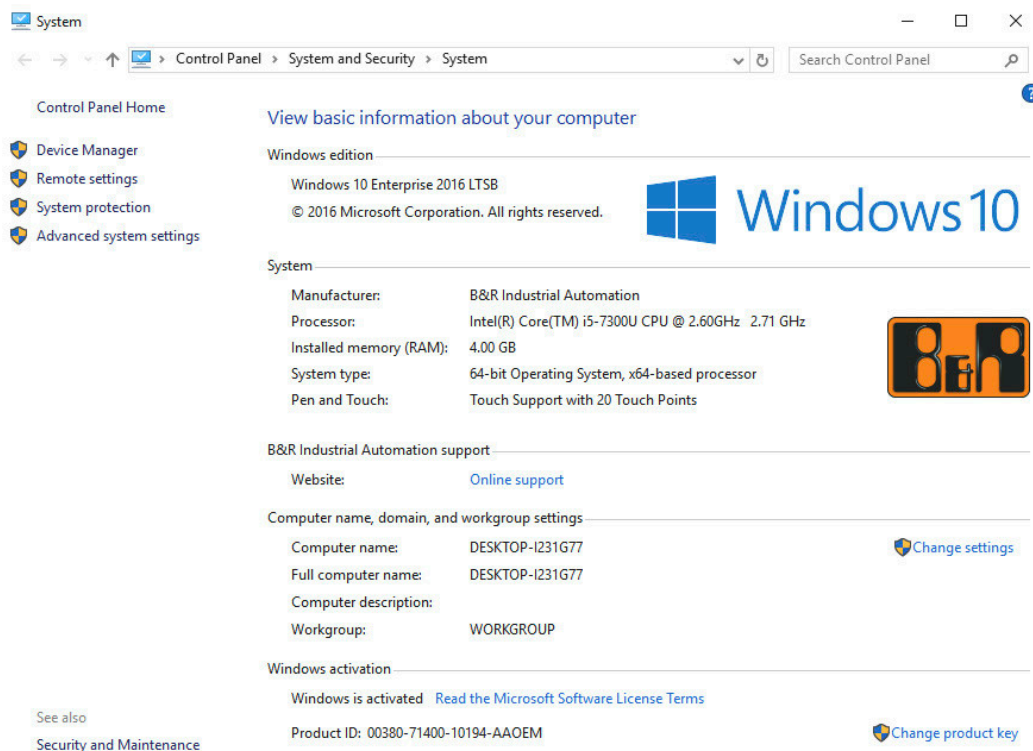 System
Control Panel > System and Security > System
Search Control Panel
Control Panel Home
Device Manager
Remote settings
System protection
Advanced system settings
See also
Security and Maintenance
View basic information about your computer
Windows edition
Windows 10 Enterprise 2016 LTSB
© 2016 Microsoft Corporation. All rights reserved.
Windows 10
System
Manufacturer: B&R Industrial Automation
Processor: Intel(R) Core(TM) i5-7300U CPU @ 2.60GHz 2.71 GHz
Installed memory (RAM): 4.00 GB
System type: 64-bit Operating System, x64-based processor
Pen and Touch: Touch Support with 20 Touch Points
B&R
B&R Industrial Automation support
Website: Online support
Computer name, domain, and workgroup settings
Computer name: DESKTOP-I231G77
Change settings
Full computer name: DESKTOP-I231G77
Computer description:
Workgroup: WORKGROUP
Windows activation
Windows is activated Read the Microsoft Software License Terms
Product ID: 00380-71400-10194-AAOEM
Change product key